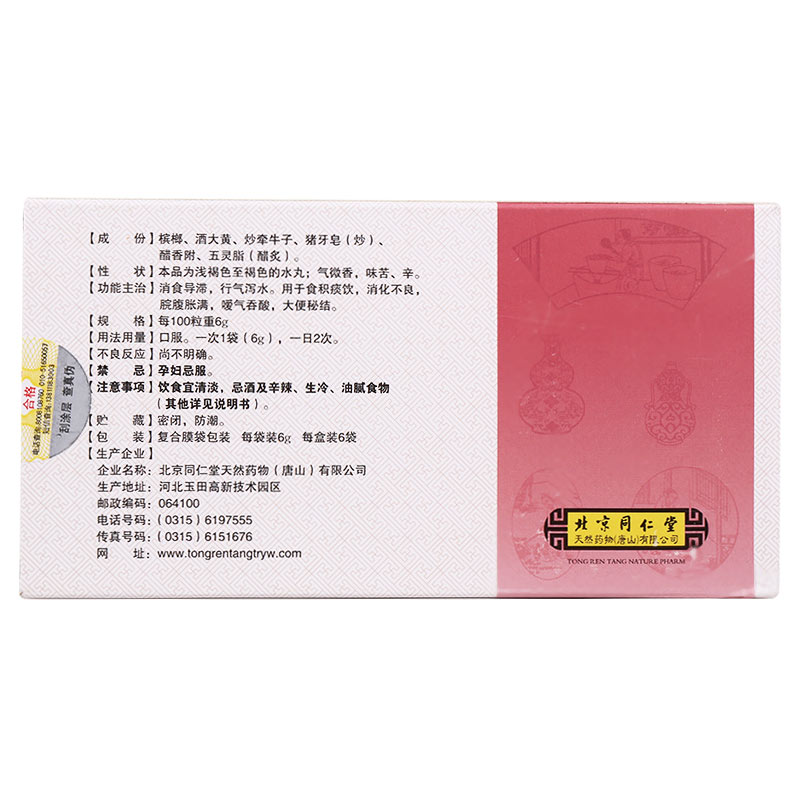 【成　份】槟榔、酒大黄、炒牵牛子、猪牙皂(炒)、
醋香附、五灵脂(醋炙)。
【性　状】本品为浅褐色至褐色的水丸；气微香，味苦、辛。
【功能主治】消食导滞，行气泻水。用于食积痰饮，消化不良，
脘腹胀满，嗳气吞酸，大便秘结。
【规　格】每100粒重6g
【用法用量】口服。一次1袋(6g)，一日2次。
【不良反应】尚不明确。
【禁　忌】孕妇忌服。
【注意事项】饮食宜清淡，忌酒及辛辣、生冷、油腻食物
(其他详见说明书)。
【贮　藏】密闭，防潮。
【包　装】复合膜袋包装 每袋装6g 每盒装6袋
【生产企业】
企业名称：北京同仁堂天然药物(唐山)有限公司
生产地址：河北玉田高新技术园区
邮政编码：064100
电话号码：(0315)6197555
传真号码：(0315)6151676
网　址：www.tongrentangtryw.com
合格
刮涂层 查真伪
北京同仁堂
天然药物(唐山)有限公司
TONG REN TANG NATURE PHARM